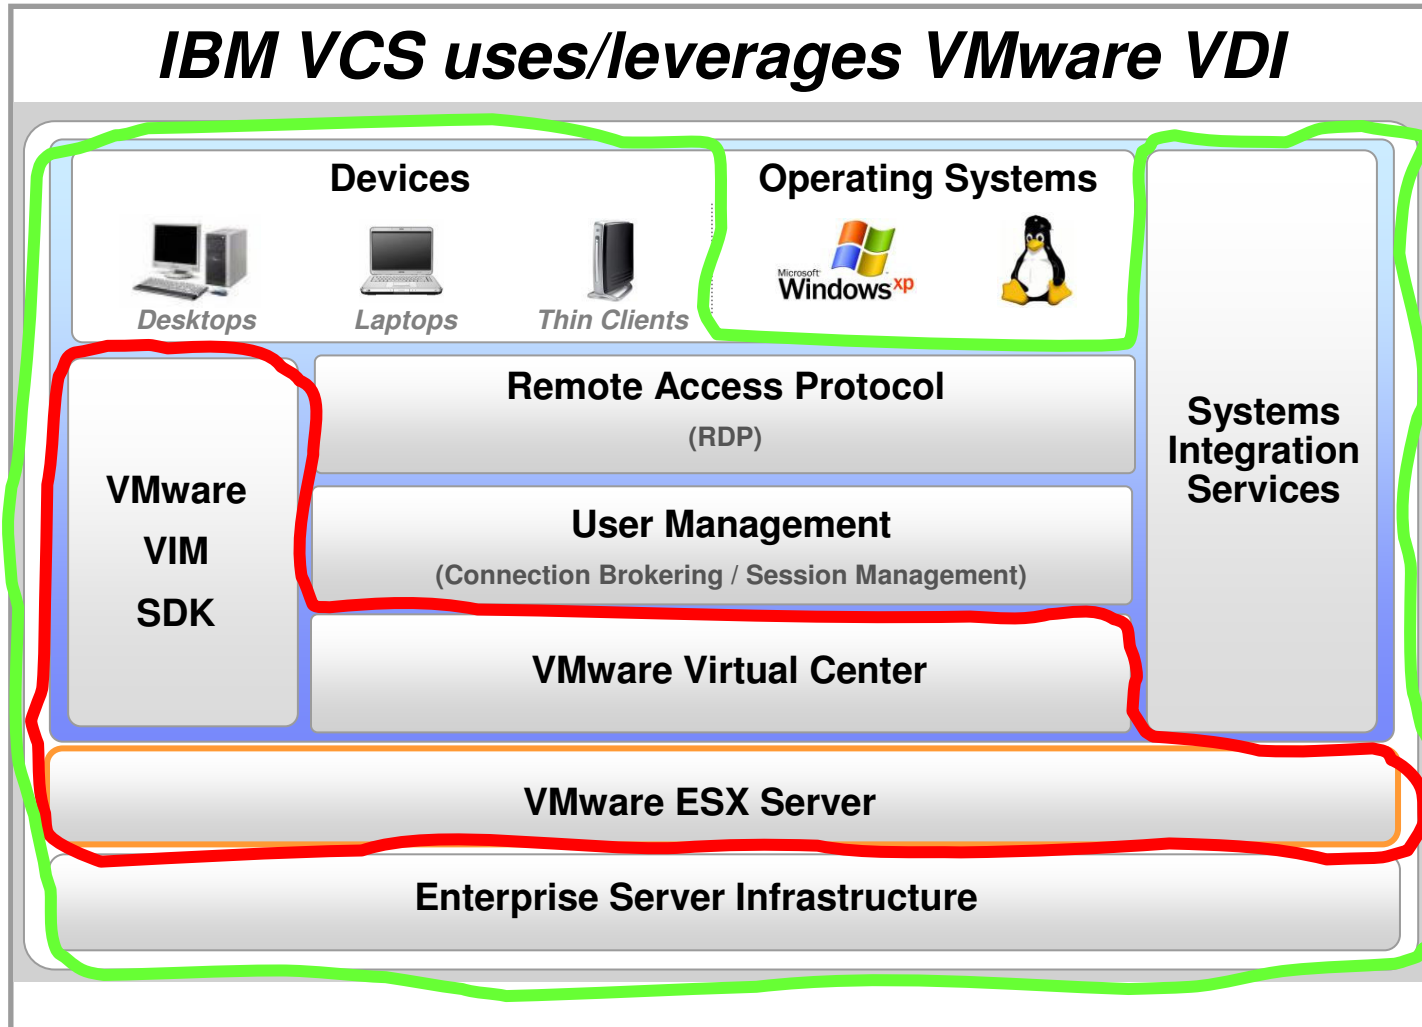 IBM VCS uses/leverages VMware VDI
Devices
Operating Systems
Microsoft
Windows xp
Desktops
Laptops
Thin Clients
Remote Access Protocol
(RDP)
Systems
Integration
Services
VMware
VIM
SDK
User Management
(Connection Brokering / Session Management)
VMware Virtual Center
VMware ESX Server
Enterprise Server Infrastructure